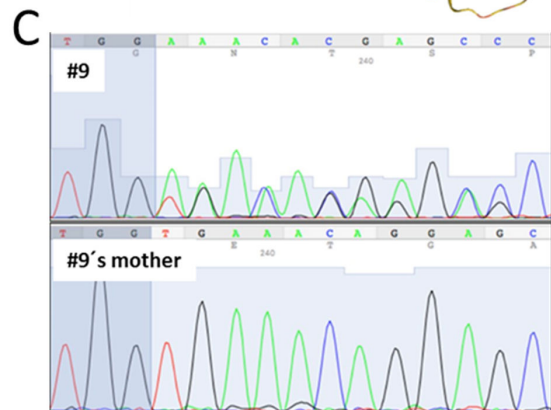 C
T G G A A A C A C G A G C C C
G N T S P
240
#9
T G G T G A A A C A G G A G C
E T G A
240
#9´s mother